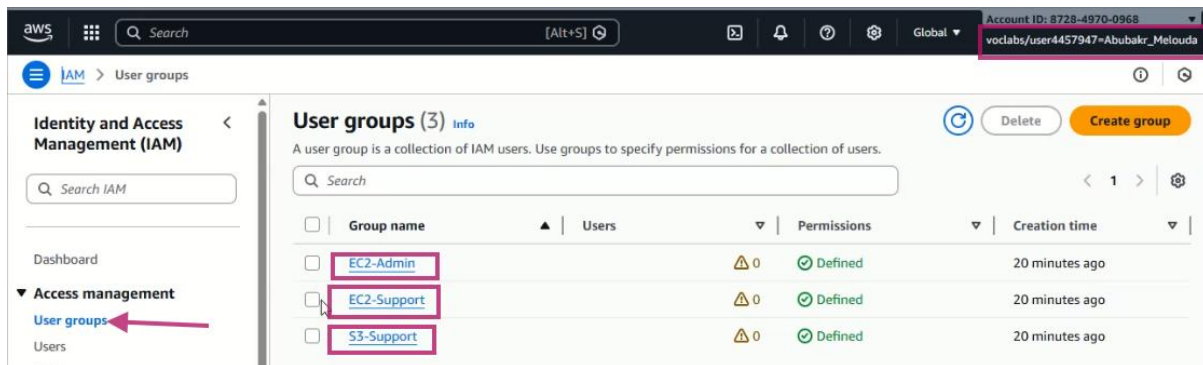 aws
Search [Alt+S]
Global
Account ID: 8728-4970-0968
voclabs/user4457947=Abubakr_Melouda
IAM > User groups
Identity and Access
Management (IAM)
Search IAM
Dashboard
Access management
User groups
Users
User groups (3) Info
Delete
Create group
A user group is a collection of IAM users. Use groups to specify permissions for a collection of users.
Search
1
Group name Users Permissions Creation time
EC2-Admin 0 Defined 20 minutes ago
EC2-Support 0 Defined 20 minutes ago
S3-Support 0 Defined 20 minutes ago